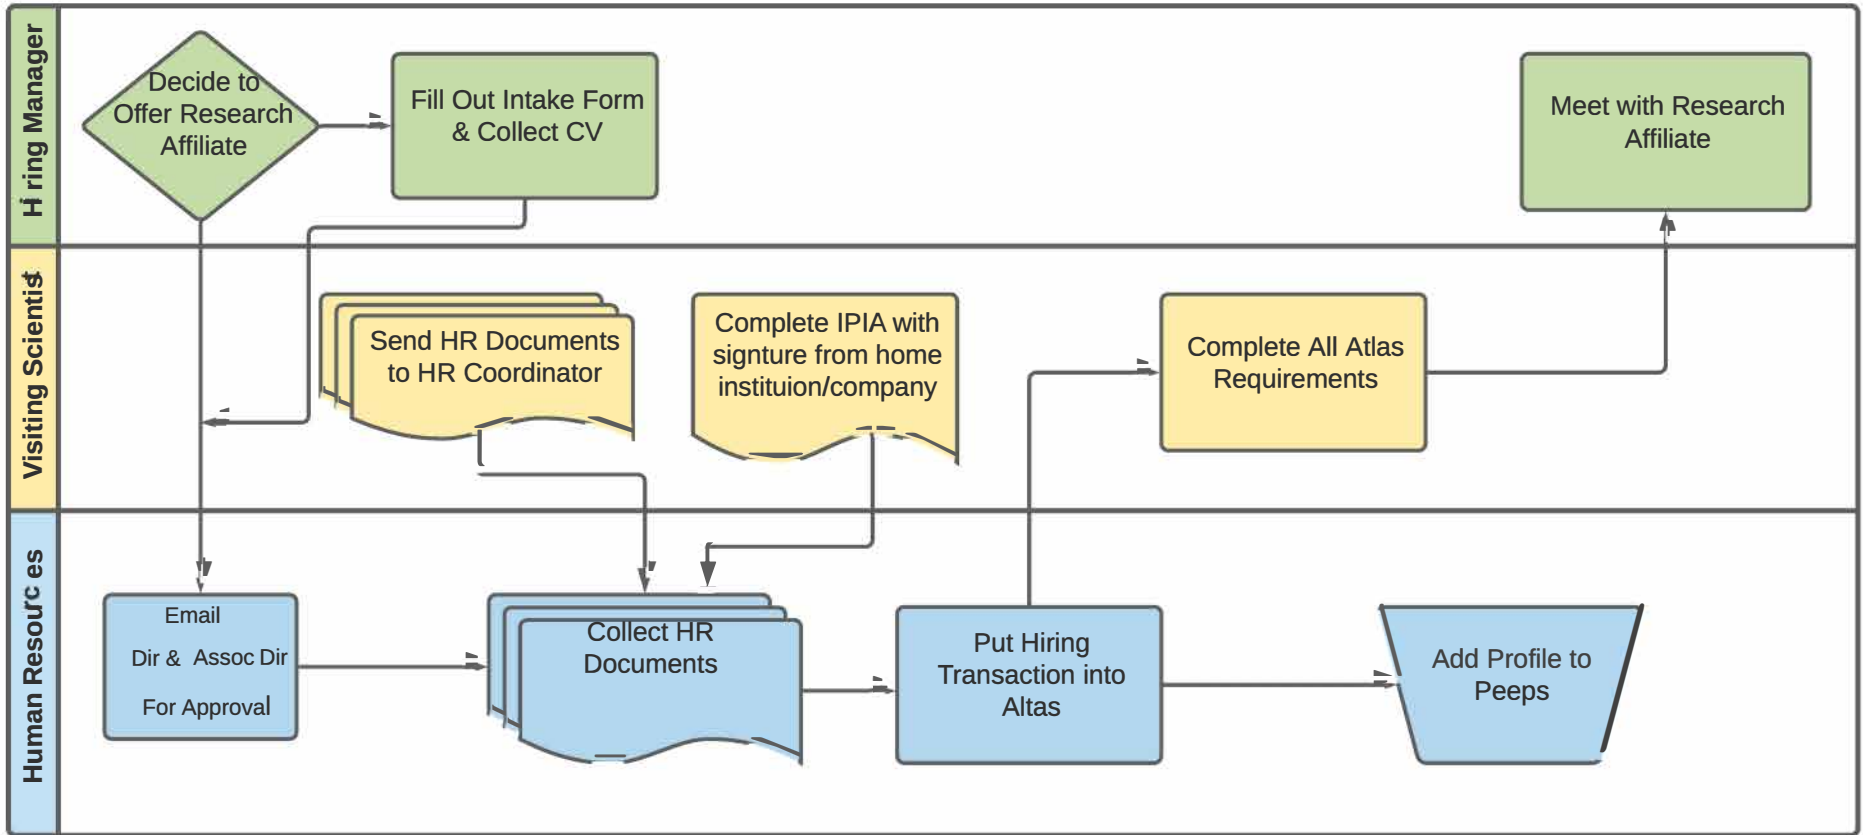 Hiring Manager
Decide to
Offer Research
Affiliate
Fill Out Intake Form
& Collect CV
Meet with Research
Affiliate
Visiting Scientist
Send HR Documents
to HR Coordinator
Complete IPIA with
signture from home
instituion/company
Complete All Atlas
Requirements
Human Resources
Email
Dir & Assoc Dir
For Approval
Collect HR
Documents
Put Hiring
Transaction into
Altas
Add Profile to
Peeps